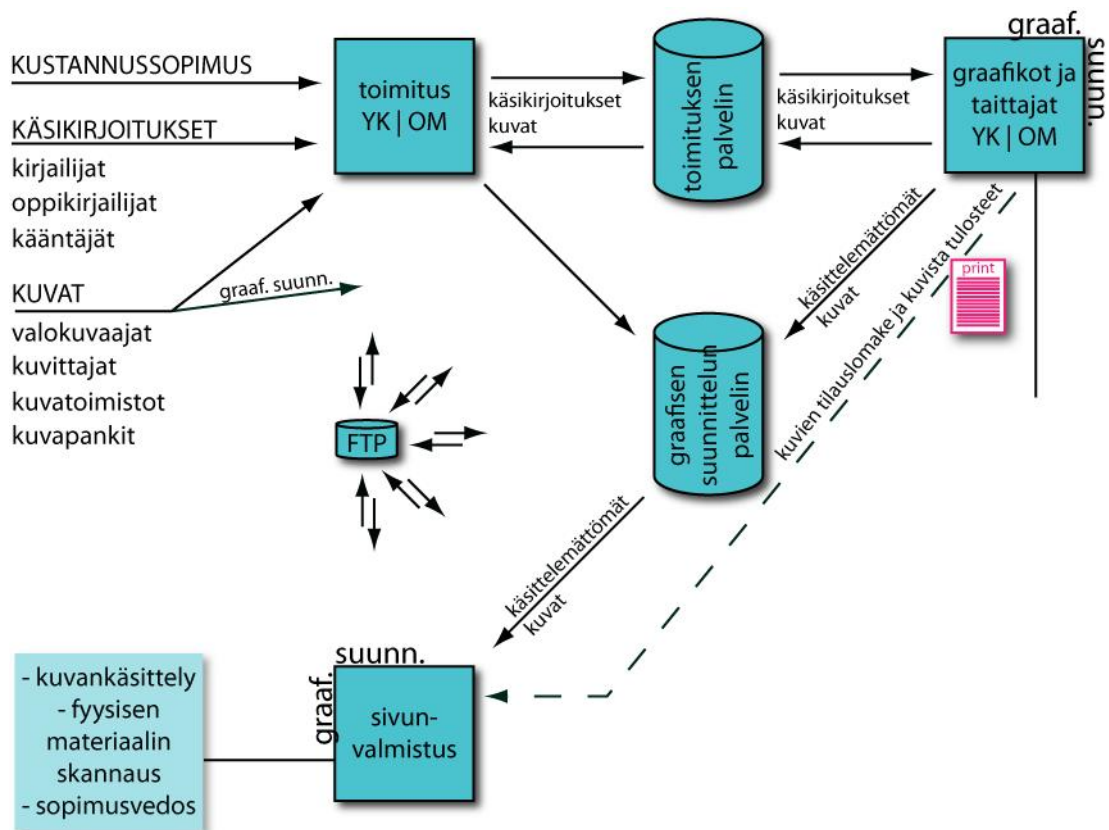 KUSTANNUSSOPIMUS
KÄSIKIRJOITUKSET
kirjailijat
oppikirjailijat
kääntäjät
KUVAT
valokuvaajat
kuvittajat
kuvatoimistot
kuvapankit
graaf. suunn.
toimitus
YK | OM
käsikirjoitukset
kuvat
toimituksen
palvelin
käsikirjoitukset
kuvat
graaf.
suunn.
graafikot ja
taittajat
YK | OM
käsittelemättömät
kuvat
kuvien tilauslomake ja kuvista tulosteet
print
graafisen
suunnittelun
palvelin
FTP
käsittelemättömät
kuvat
suunn.
graaf.
sivun-
valmistus
- kuvankäsittely
- fyysisen
materiaalin
skannaus
- sopimusvedos